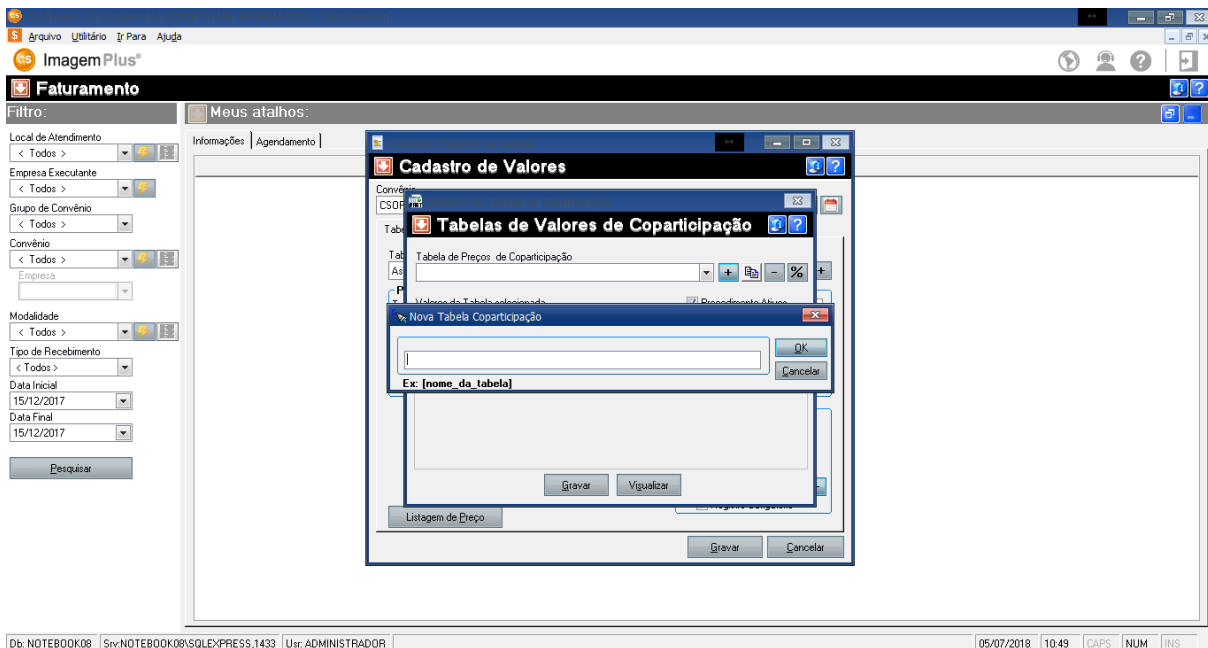 Arquivo Utilitário Ir Para Ajuda
ImagemPlus®
Faturamento
Filtro:
Meus atalhos:
Local de Atendimento
< Todos >
Empresa Executante
< Todos >
Grupo de Convênio
< Todos >
Convênio
< Todos >
Empresa
Modalidade
< Todos >
Tipo de Recebimento
< Todos >
Data Inicial
15/12/2017
Data Final
15/12/2017
Pesquisar
Informações Agendamento
Cadastro de Valores
Convênio
CSOF
Tabelas de Valores de Coparticipação
Tabela de Preços de Coparticipação
+ - %
Valores da Tabela selecionada Procedimento Ativos
Nova Tabela Coparticipação
OK
Cancelar
Ex: [nome_da_tabela]
Gravar Visualizar
Listagem de Preço
Gravar Cancelar
Db: NOTEBOOK08 Srv:NOTEBOOK08\SQLEXPRESS,1433 Usr: ADMINISTRADOR 05/07/2018 10:49 CAPS NUM INS